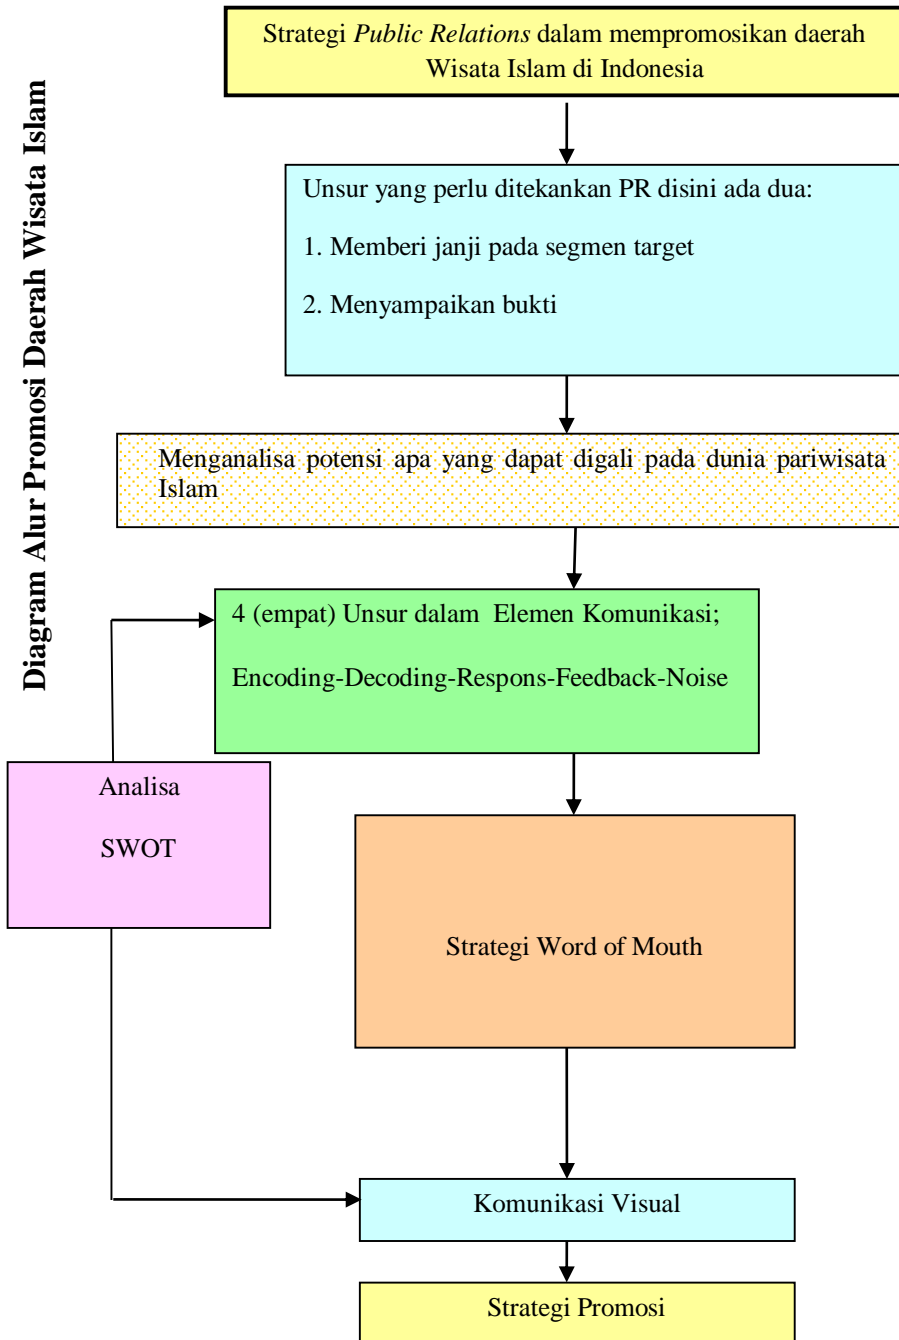 Strategi Public Relations dalam mempromosikan daerah
Wisata Islam di Indonesia
Diagram Alur Promosi Daerah Wisata Islam
Unsur yang perlu ditekankan PR disini ada dua:
1. Memberi janji pada segmen target
2. Menyampaikan bukti
Menganalisa potensi apa yang dapat digali pada dunia pariwisata
Islam
4 (empat) Unsur dalam Elemen Komunikasi;
Encoding-Decoding-Respons-Feedback-Noise
Analisa
SWOT
Strategi Word of Mouth
Komunikasi Visual
Strategi Promosi